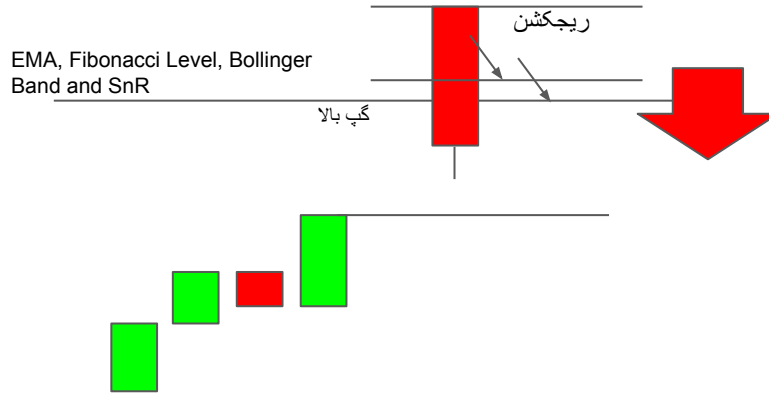 ریجکشن
EMA, Fibonacci Level, Bollinger
Band and SnR
گپ بالا